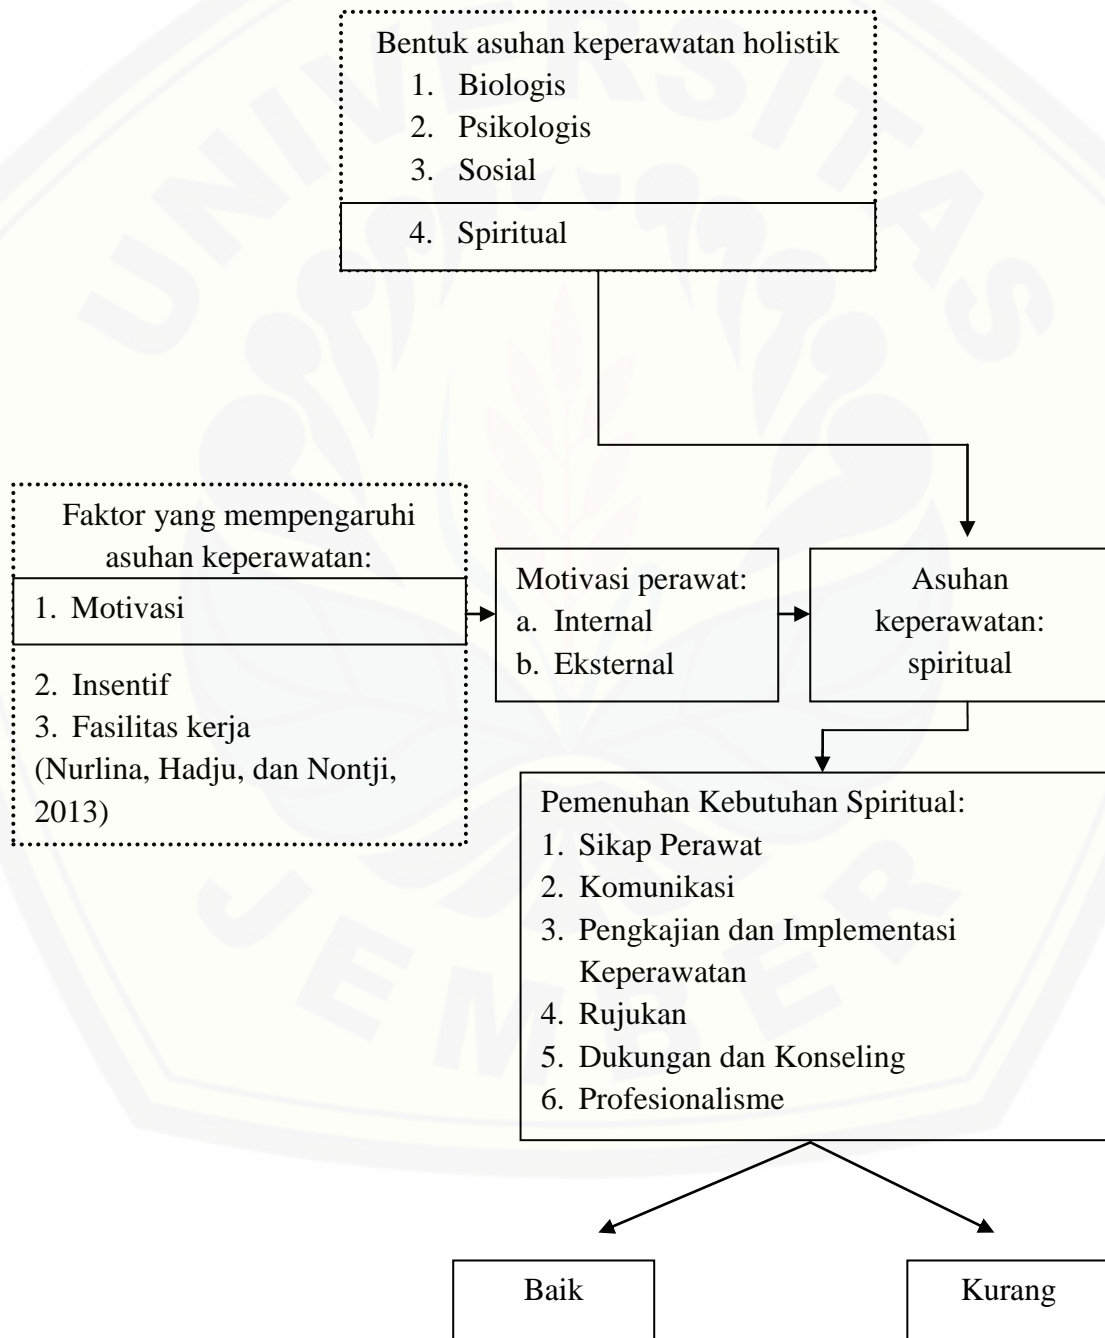 Bentuk asuhan keperawatan holistik
1. Biologis
2. Psikologis
3. Sosial
4. Spiritual
Faktor yang mempengaruhi
asuhan keperawatan:
1. Motivasi
2. Insentif
3. Fasilitas kerja
(Nurlina, Hadju, dan Nontji,
2013)
Motivasi perawat:
a. Internal
b. Eksternal
Asuhan
keperawatan:
spiritual
Pemenuhan Kebutuhan Spiritual:
1. Sikap Perawat
2. Komunikasi
3. Pengkajian dan Implementasi
Keperawatan
4. Rujukan
5. Dukungan dan Konseling
6. Profesionalisme
Baik
Kurang
UNIVERSITAS
JEMBER